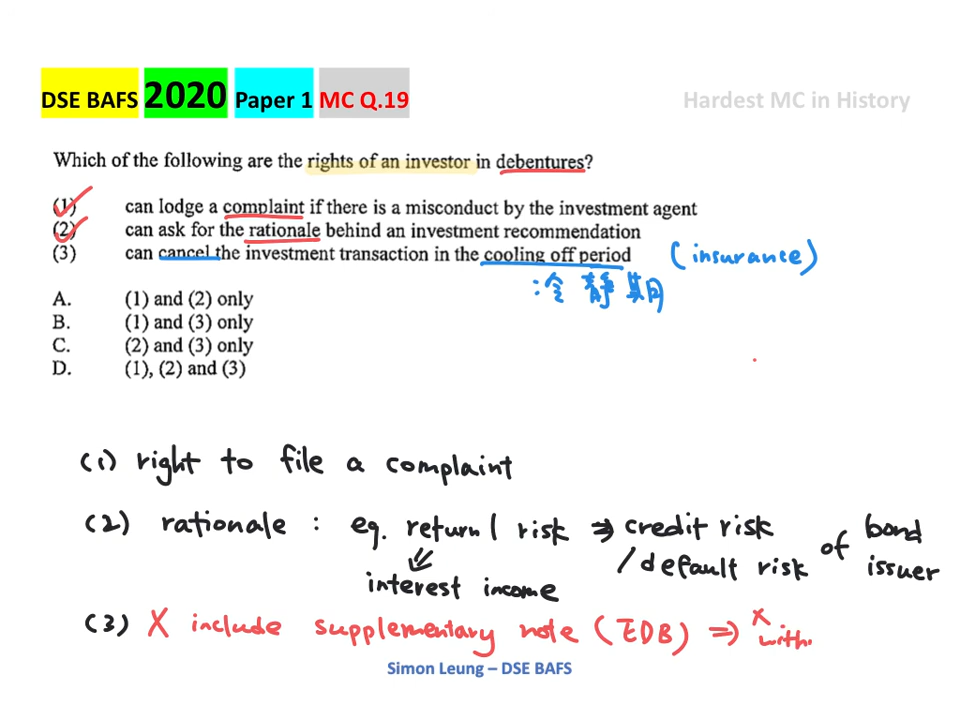 DSE BAFS 2020 Paper 1 MC Q.19
Hardest MC in History
Which of the following are the rights of an investor in debentures?
(1) can lodge a complaint if there is a misconduct by the investment agent
(2) can ask for the rationale behind an investment recommendation
(3) can cancel the investment transaction in the cooling off period (insurance)
: 冷靜期
A. (1) and (2) only
B. (1) and (3) only
C. (2) and (3) only
D. (1), (2) and (3)
(1) right to file a complaint
(2) rationale : eg. return / risk ⇒ credit risk / default risk of bond issuer
interest income
(3) X include supplementary note (EDB) ⇒ x with
Simon Leung – DSE BAFS